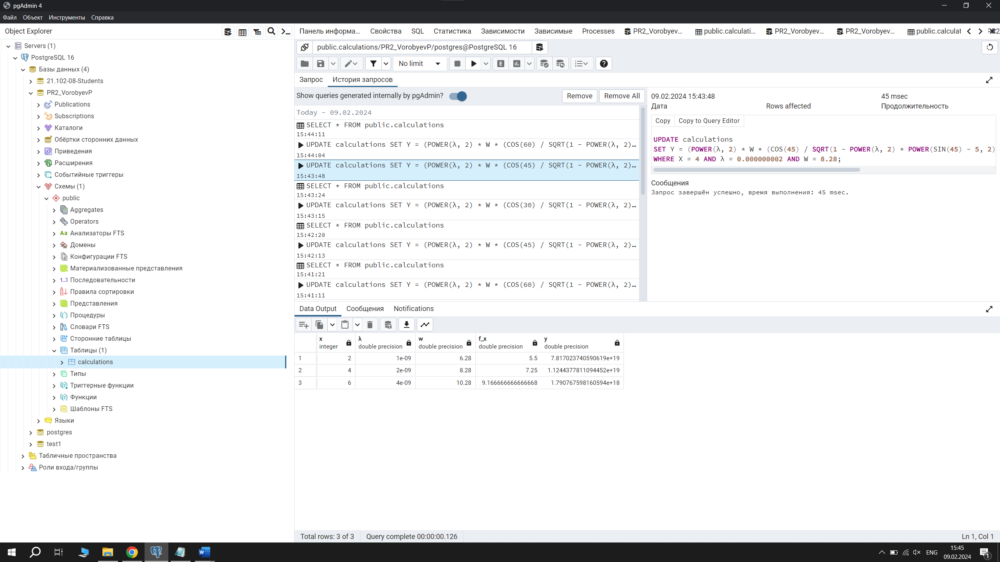 pgAdmin 4
Файл Объект Инструменты Справка
Object Explorer
Servers (1)
PostgreSQL 16
Базы данных (4)
21.102-08-Students
PR2_VorobyevP
Publications
Subscriptions
Каталоги
Обёртки сторонних данных
Приведения
Расширения
Событийные триггеры
Схемы (1)
public
Aggregates
Operators
Анализаторы FTS
Домены
Конфигурации FTS
Материализованные представления
Последовательности
Правила сортировки
Представления
Процедуры
Словари FTS
Сторонние таблицы
Таблицы (1)
calculations
Типы
Триггерные функции
Функции
Шаблоны FTS
Языки
postgres
test1
Табличные пространства
Роли входа/группы
Панель информа... Свойства SQL Статистика Зависимости Зависимые Processes PR2_Vorobyev... public.calculati... PR2_Vorobyev... PR2_Vorobyev... public.calculat
public.calculations/PR2_VorobyevP/postgres@PostgreSQL 16
No limit
Запрос История запросов
Show queries generated internally by pgAdmin? Remove Remove All
Today - 09.02.2024
SELECT * FROM public.calculations
15:44:11
UPDATE calculations SET Y = (POWER(λ, 2) * W * (COS(60) / SQRT(1 - POWER(λ, 2)…
15:44:04
UPDATE calculations SET Y = (POWER(λ, 2) * W * (COS(45) / SQRT(1 - POWER(λ, 2)…
15:43:48
SELECT * FROM public.calculations
15:43:24
UPDATE calculations SET Y = (POWER(λ, 2) * W * (COS(30) / SQRT(1 - POWER(λ, 2)…
15:43:15
SELECT * FROM public.calculations
15:42:20
UPDATE calculations SET Y = (POWER(λ, 2) * W * (COS(45) / SQRT(1 - POWER(λ, 2)…
15:42:13
SELECT * FROM public.calculations
15:41:21
UPDATE calculations SET Y = (POWER(λ, 2) * W * (COS(60) / SQRT(1 - POWER(λ, 2)…
15:41:11
09.02.2024 15:43:48 45 msec
Дата Rows affected Продолжительность
Copy Copy to Query Editor
UPDATE calculations
SET Y = (POWER(λ, 2) * W * (COS(45) / SQRT(1 - POWER(λ, 2) * POWER(SIN(45) - 5, 2)
WHERE X = 4 AND λ = 0.000000002 AND W = 8.28;
Сообщения
Запрос завершён успешно, время выполнения: 45 msec.
Data Output Сообщения Notifications
x λ w f_x y
integer double precision double precision double precision double precision
1 2 1e-09 6.28 5.5 7.817023740590619e+19
2 4 2e-09 8.28 7.25 1.1244377811094452e+19
3 6 4e-09 10.28 9.166666666666668 1.790767598160594e+18
Total rows: 3 of 3 Query complete 00:00:00.126 Ln 1, Col 1
ENG 15:45
09.02.2024
1